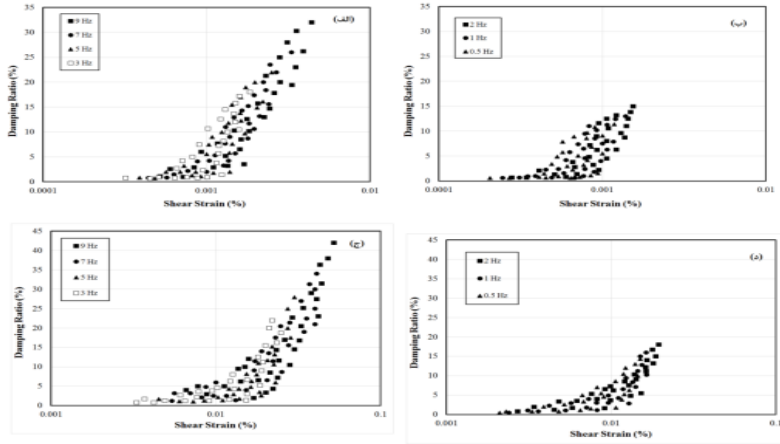 35
30
25
20
15
10
5
0
Damping Ratio (%)
9 Hz
7 Hz
5 Hz
3 Hz
(الف)
0.0001
0.001
0.01
Shear Strain (%)
35
30
25
20
15
10
5
0
Damping Ratio (%)
2 Hz
1 Hz
0.5 Hz
(ب)
0.0001
0.001
0.01
Shear Strain (%)
45
40
35
30
25
20
15
10
5
0
Damping Ratio (%)
9 Hz
7 Hz
5 Hz
3 Hz
(ج)
0.001
0.01
0.1
Shear Strain (%)
45
40
35
30
25
20
15
10
5
0
Damping Ratio (%)
2 Hz
1 Hz
0.5 Hz
(د)
0.001
0.01
Shear Strain (%)